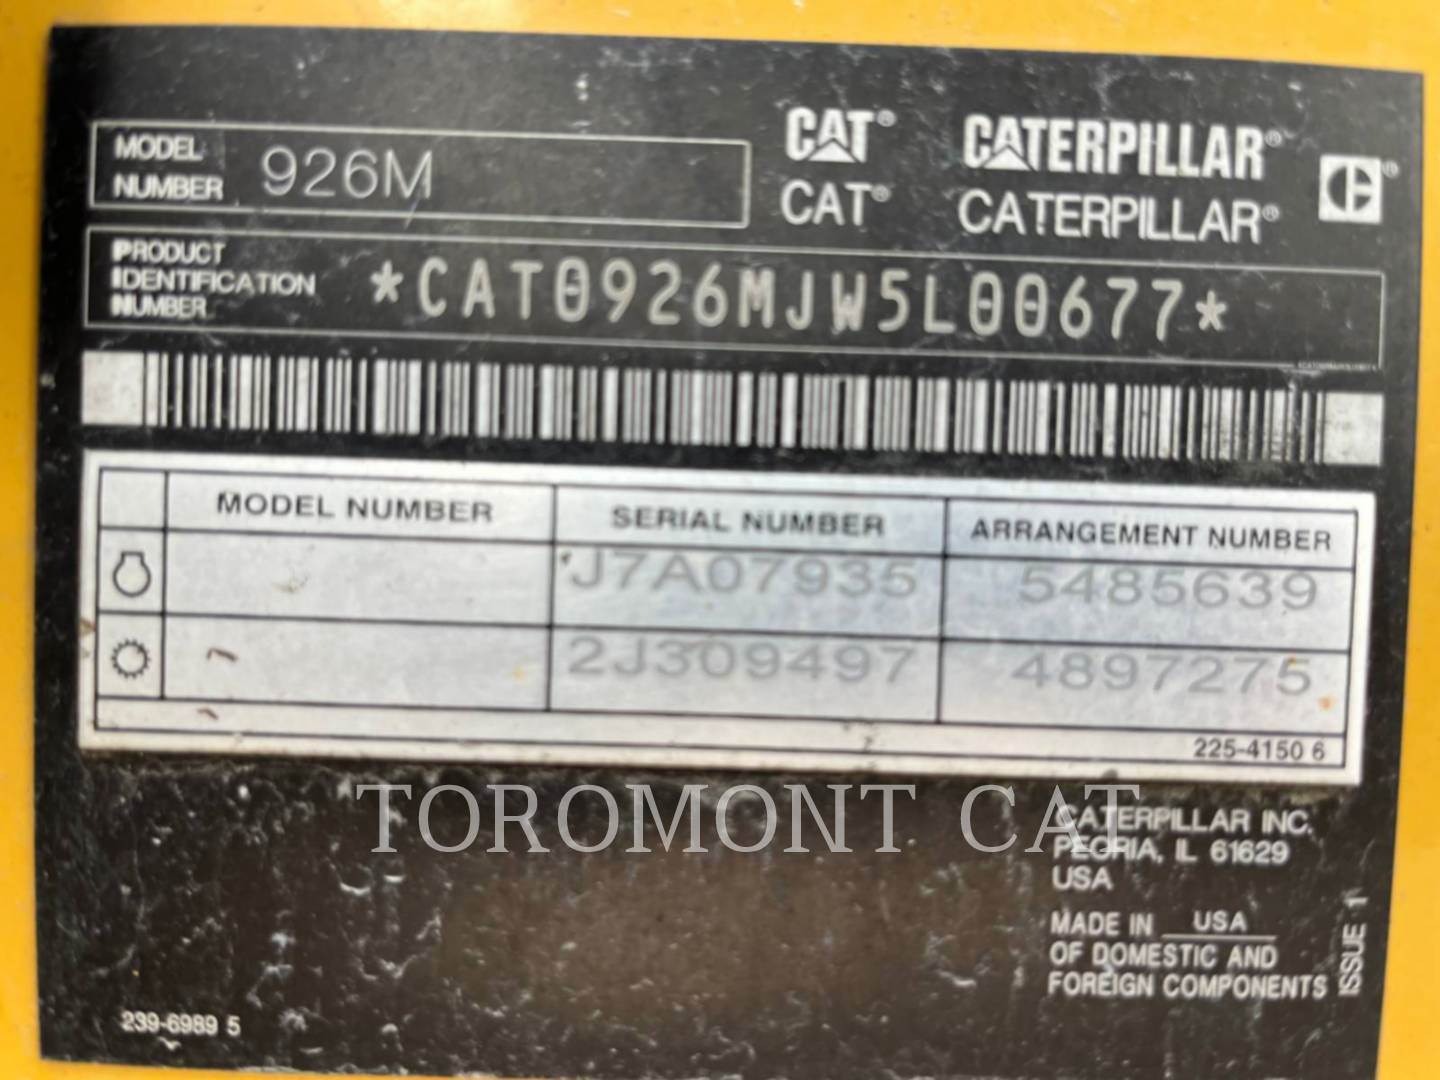 MODEL NUMBER 926M
CAT® CATERPILLAR®
CAT® CATERPILLAR®
PRODUCT IDENTIFICATION NUMBER *CAT0926MJW5L00677*
MODEL NUMBER SERIAL NUMBER ARRANGEMENT NUMBER
J7A07935 5485639
2J309497 4897275
225-4150 6
TOROMONT CAT
CATERPILLAR INC.
PEORIA, IL 61629
USA
MADE IN USA
OF DOMESTIC AND
FOREIGN COMPONENTS
ISSUE 1
239-6989 5